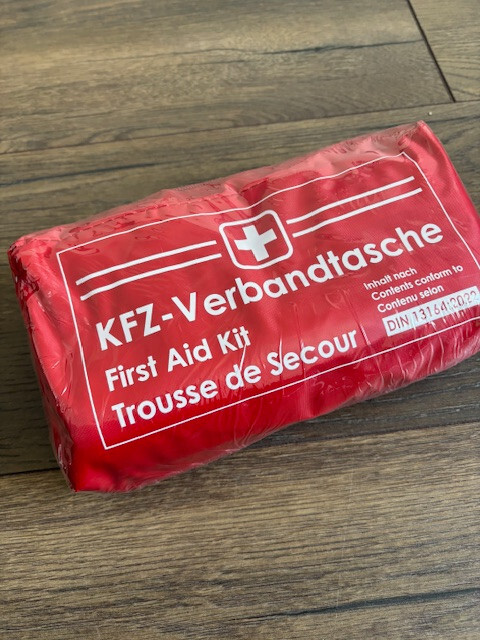 KFZ-Verbandtasche
First Aid Kit
Trousse de Secour
Inhalt nach
Contents conform to
Contenu selon
DIN 13164:2022